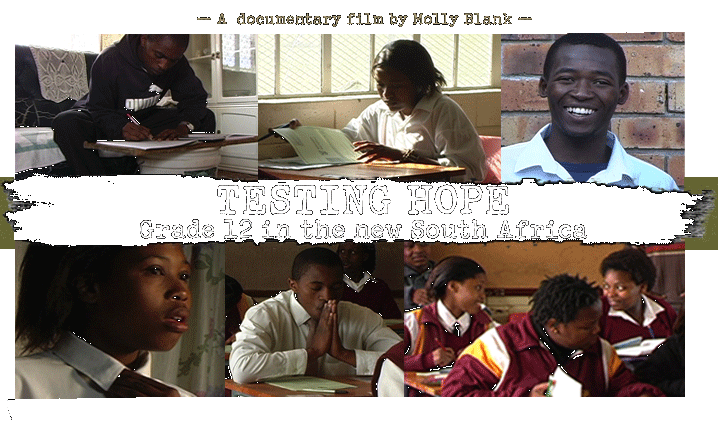 — A documentary film by Molly Blank —
TESTING HOPE
Grade 12 in the new South Africa